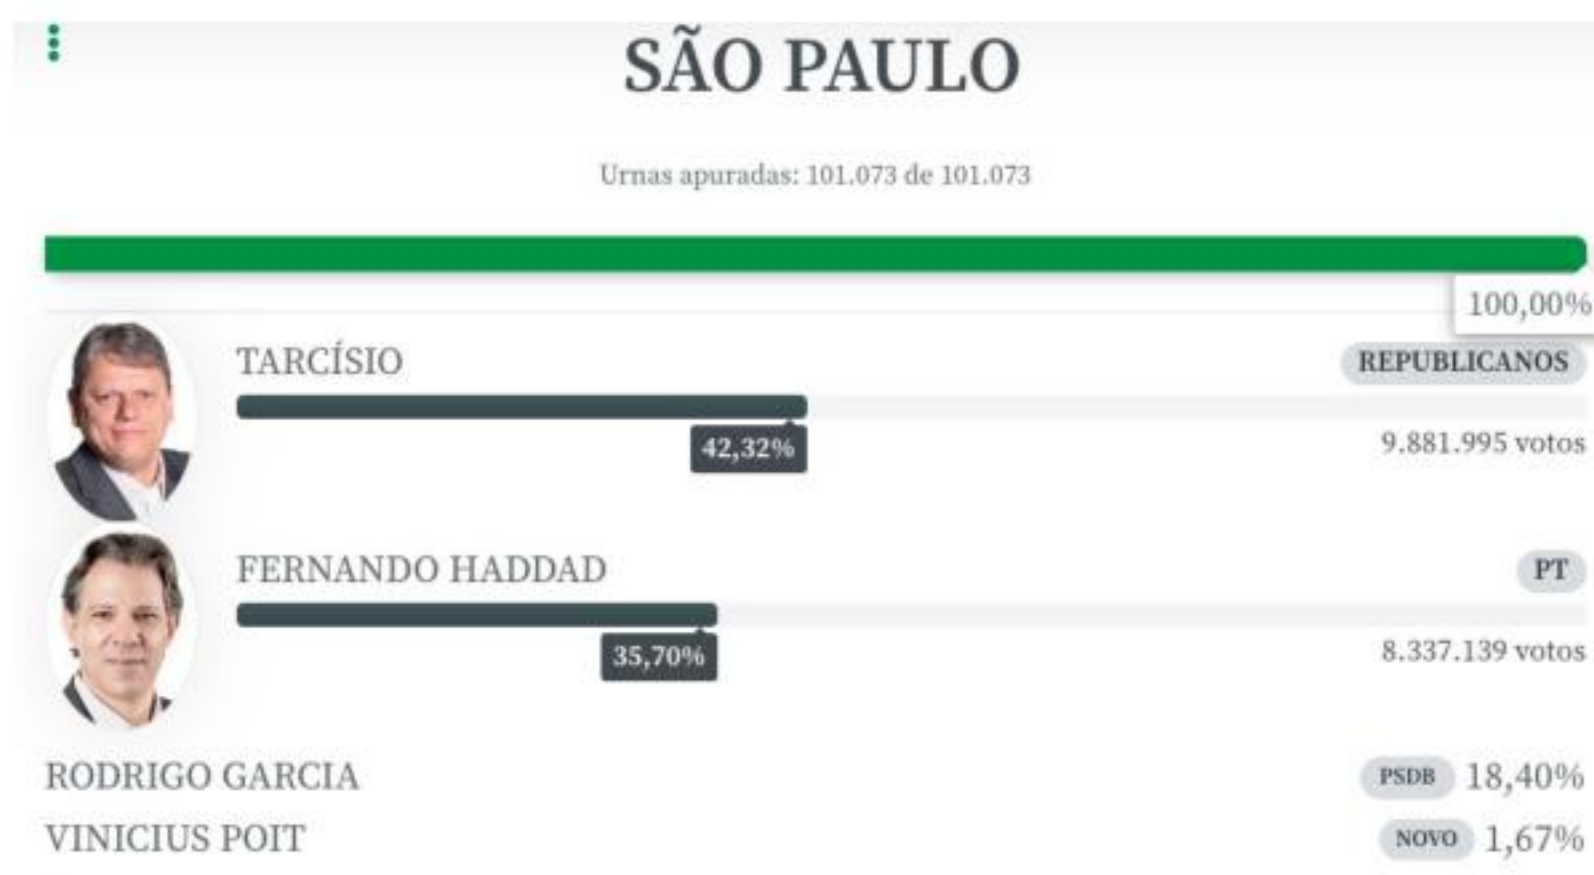 SÃO PAULO
Urnas apuradas: 101.073 de 101.073
100,00%
TARCÍSIO REPUBLICANOS
42,32% 9.881.995 votos
FERNANDO HADDAD PT
35,70% 8.337.139 votos
RODRIGO GARCIA PSDB 18,40%
VINICIUS POIT NOVO 1,67%